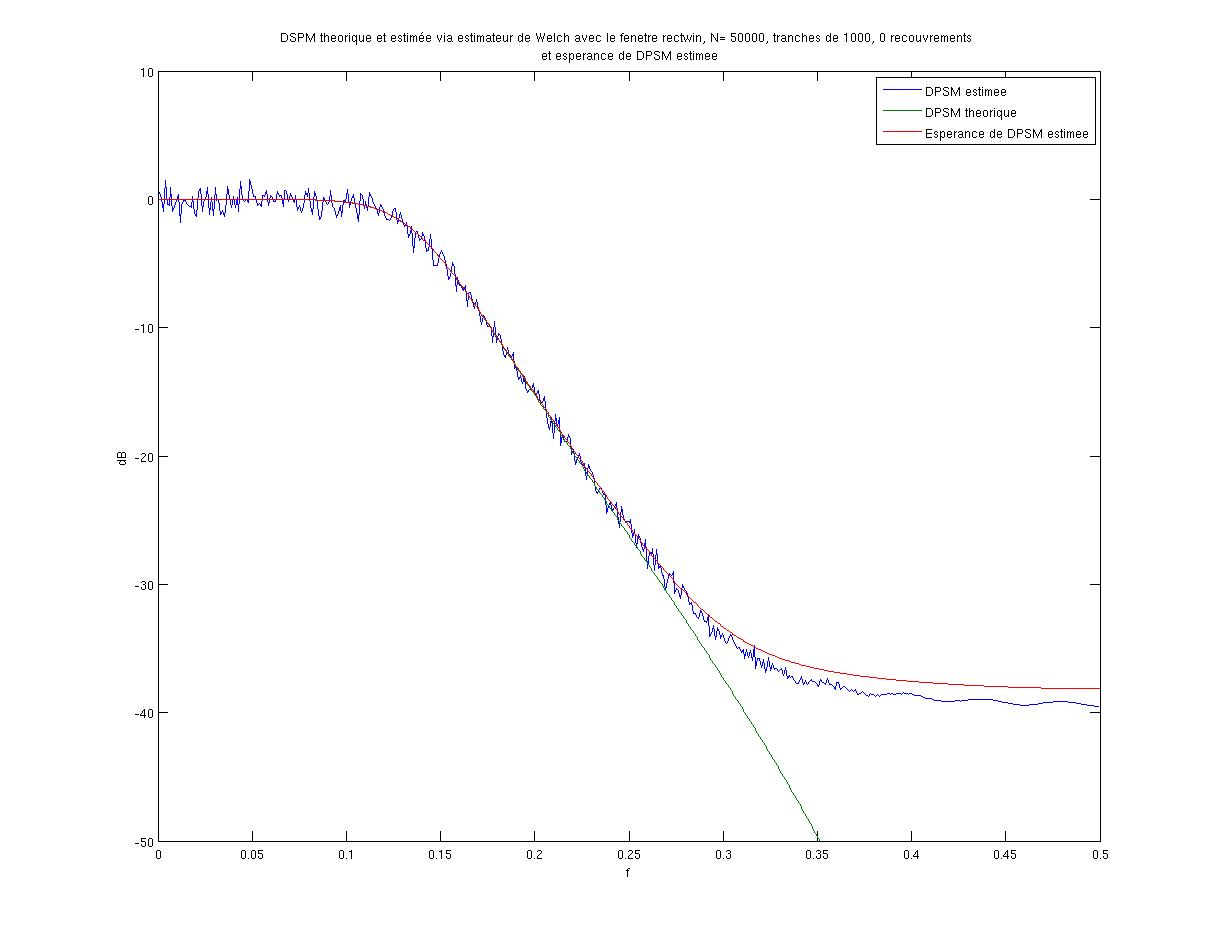 DSPM theorique et estimée via estimateur de Welch avec le fenetre rectwin, N= 50000, tranches de 1000, 0 recouvrements
et esperance de DPSM estimee
10
0
-10
-20
-30
-40
-50
dB
DPSM estimee
DPSM theorique
Esperance de DPSM estimee
0 0.05 0.1 0.15 0.2 0.25 0.3 0.35 0.4 0.45 0.5
f